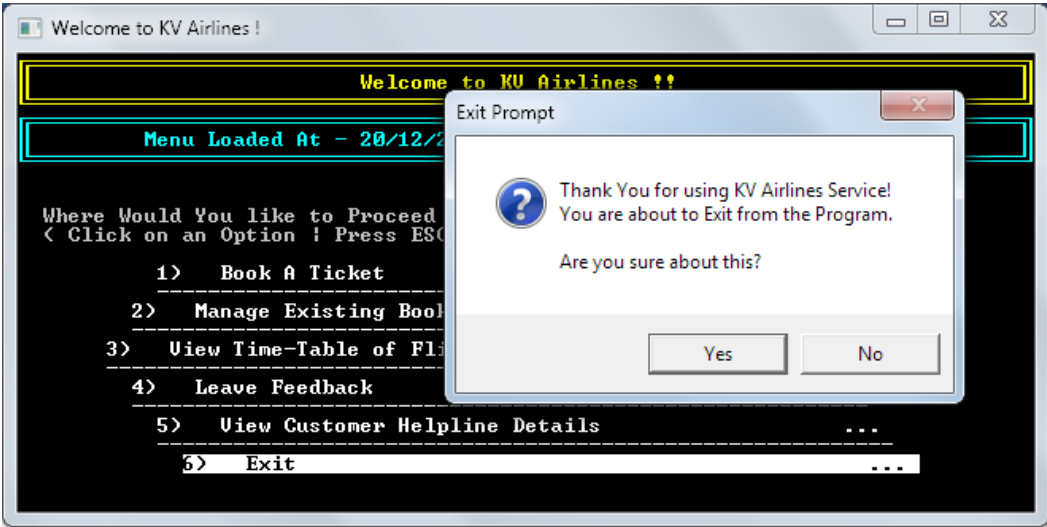 Welcome to KV Airlines !
Welcome to KV Airlines !!
Menu Loaded At - 20/12/2
Where Would You like to Proceed
< Click on an Option ¦ Press ESC
1) Book A Ticket
2) Manage Existing Book
3) View Time-Table of Fli
4) Leave Feedback
5) View Customer Helpline Details ...
6) Exit ...
Exit Prompt
Thank You for using KV Airlines Service!
You are about to Exit from the Program.
Are you sure about this?
Yes No